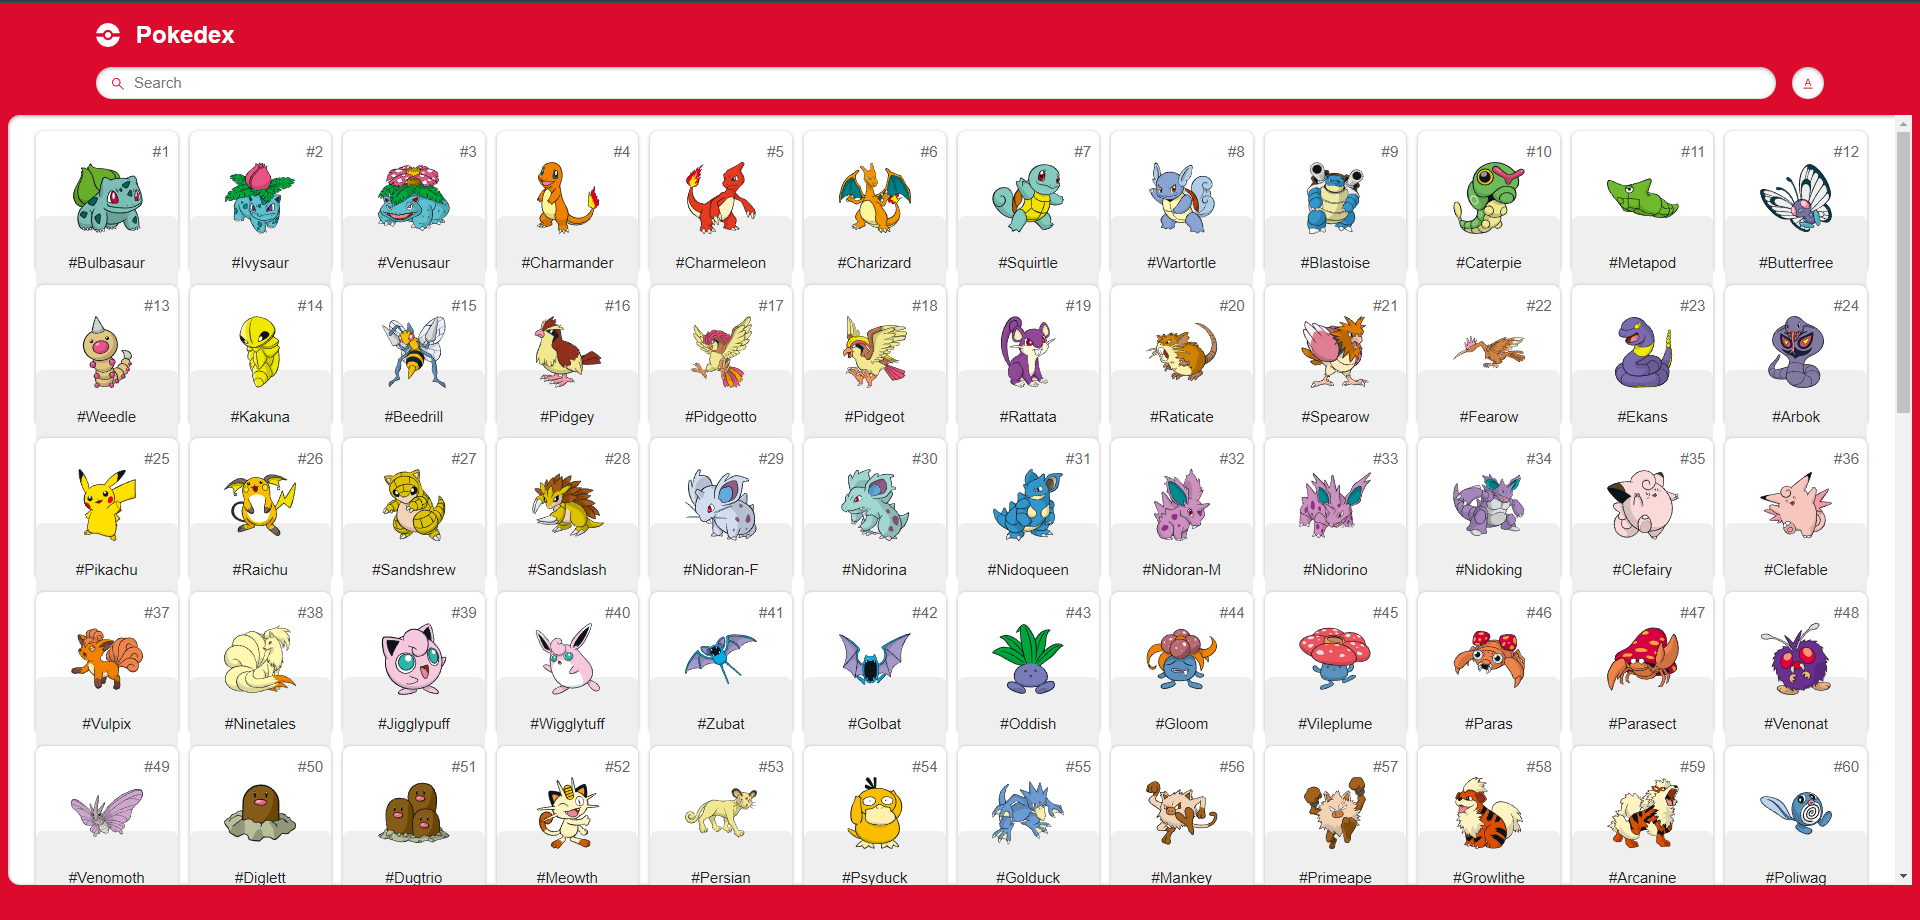 Pokedex
Search
A
#1 #2 #3 #4 #5 #6 #7 #8 #9 #10 #11 #12
#Bulbasaur #Ivysaur #Venusaur #Charmander #Charmeleon #Charizard #Squirtle #Wartortle #Blastoise #Caterpie #Metapod #Butterfree
#13 #14 #15 #16 #17 #18 #19 #20 #21 #22 #23 #24
#Weedle #Kakuna #Beedrill #Pidgey #Pidgeotto #Pidgeot #Rattata #Raticate #Spearow #Fearow #Ekans #Arbok
#25 #26 #27 #28 #29 #30 #31 #32 #33 #34 #35 #36
#Pikachu #Raichu #Sandshrew #Sandslash #Nidoran-F #Nidorina #Nidoqueen #Nidoran-M #Nidorino #Nidoking #Clefairy #Clefable
#37 #38 #39 #40 #41 #42 #43 #44 #45 #46 #47 #48
#Vulpix #Ninetales #Jigglypuff #Wigglytuff #Zubat #Golbat #Oddish #Gloom #Vileplume #Paras #Parasect #Venonat
#49 #50 #51 #52 #53 #54 #55 #56 #57 #58 #59 #60
#Venomoth #Diglett #Dugtrio #Meowth #Persian #Psyduck #Golduck #Mankey #Primeape #Growlithe #Arcanine #Poliwag